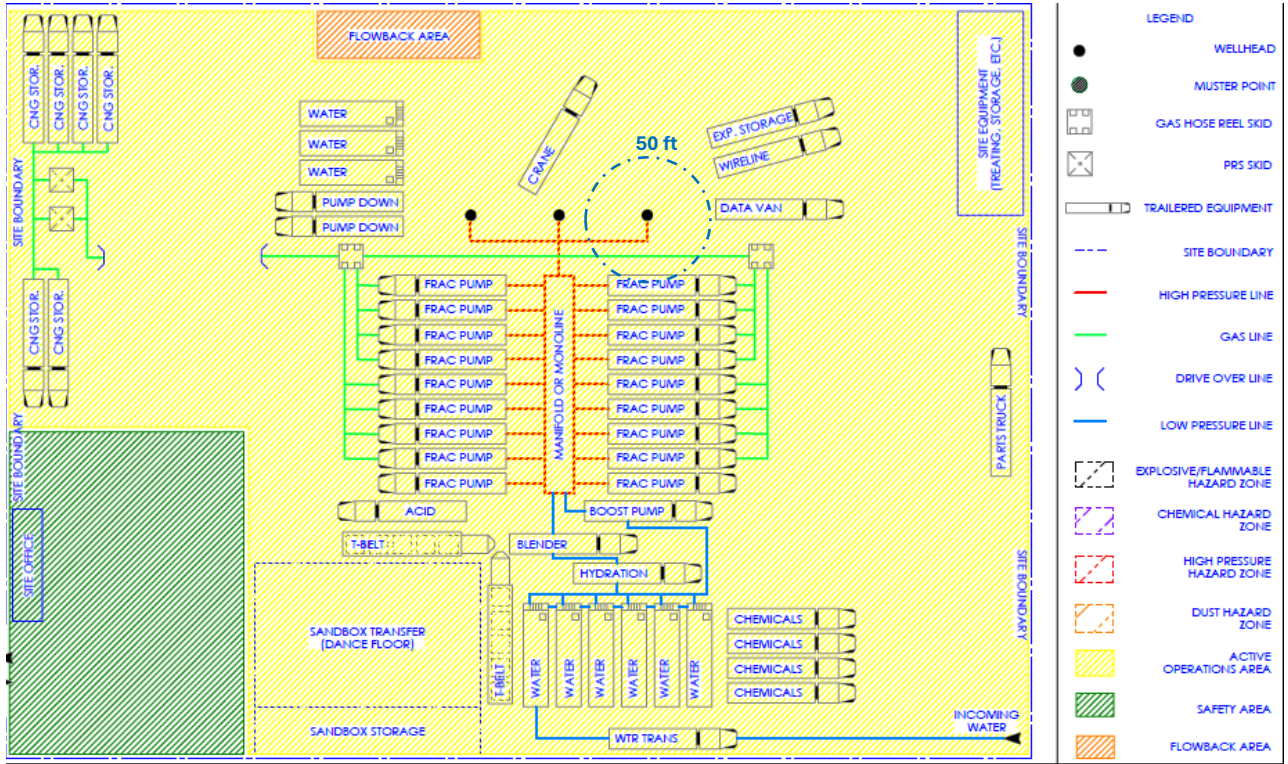 FLOWBACK AREA
CNG STOR.
CNG STOR.
CNG STOR.
CNG STOR.
SITE EQUIPMENT
(TREATING, STORAGE, ETC.)
WATER
WATER
WATER
CRANE
EXP. STORAGE
WIRELINE
50 ft
SITE BOUNDARY
PUMP DOWN
PUMP DOWN
DATA VAN
SITE BOUNDARY
CNG STOR.
CNG STOR.
FRAC PUMP
FRAC PUMP
FRAC PUMP
FRAC PUMP
FRAC PUMP
FRAC PUMP
FRAC PUMP
FRAC PUMP
FRAC PUMP
MANIFOLD OR MONOLINE
FRAC PUMP
FRAC PUMP
FRAC PUMP
FRAC PUMP
FRAC PUMP
FRAC PUMP
FRAC PUMP
FRAC PUMP
FRAC PUMP
PARTS TRUCK
SITE BOUNDARY
SITE OFFICE
ACID
BOOST PUMP
T-BELT
BLENDER
HYDRATION
SITE BOUNDARY
SANDBOX TRANSFER
(DANCE FLOOR)
T-BELT
WATER
WATER
WATER
WATER
WATER
WATER
CHEMICALS
CHEMICALS
CHEMICALS
CHEMICALS
SANDBOX STORAGE
WTR TRANS
INCOMING
WATER
LEGEND
WELLHEAD
MUSTER POINT
GAS HOSE REEL SKID
PRS SKID
TRAILERED EQUIPMENT
SITE BOUNDARY
HIGH PRESSURE LINE
GAS LINE
DRIVE OVER LINE
LOW PRESSURE LINE
EXPLOSIVE/FLAMMABLE
HAZARD ZONE
CHEMICAL HAZARD
ZONE
HIGH PRESSURE
HAZARD ZONE
DUST HAZARD
ZONE
ACTIVE
OPERATIONS AREA
SAFETY AREA
FLOWBACK AREA